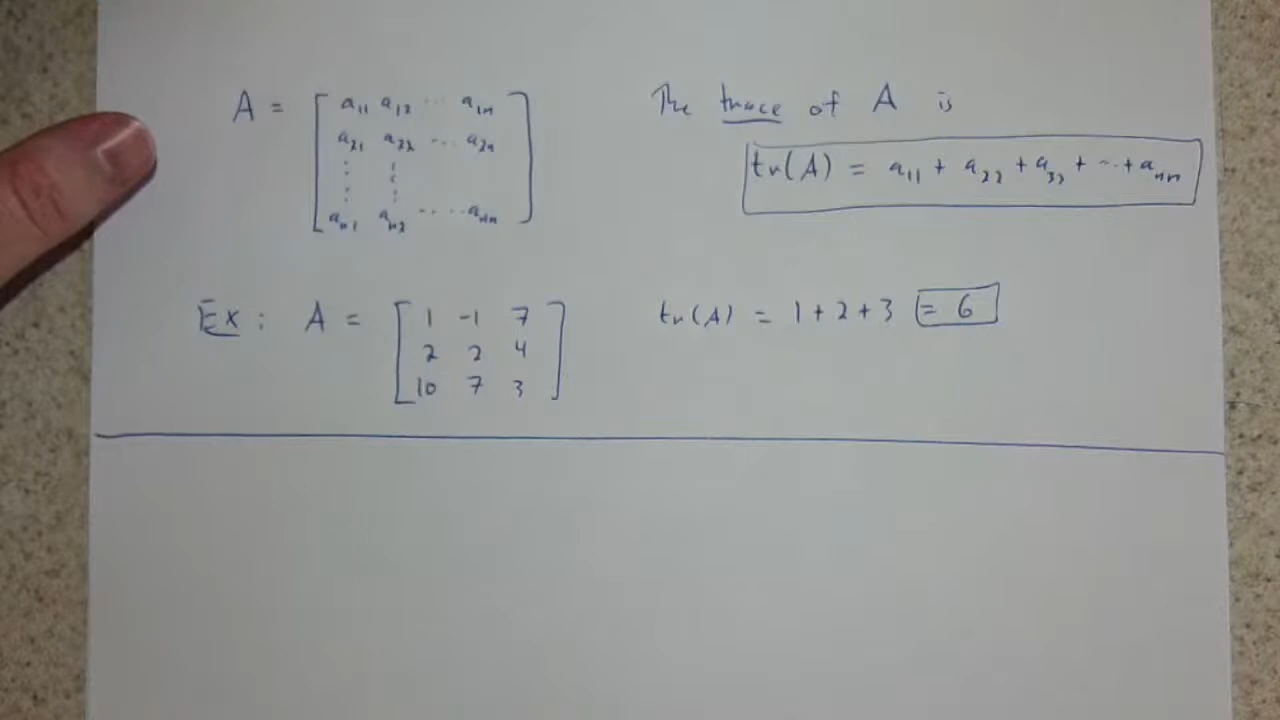 A = [ a11 a12 ... a1n The trace of A is
a21 a22 ... a2n
⋮ ⋮ tr(A) = a11 + a22 + a33 + ... + ann
an1 an2 ... ... ann ]
Ex: A = [ 1 -1 7 tr(A) = 1 + 2 + 3 = 6
2 2 4
10 7 3 ]